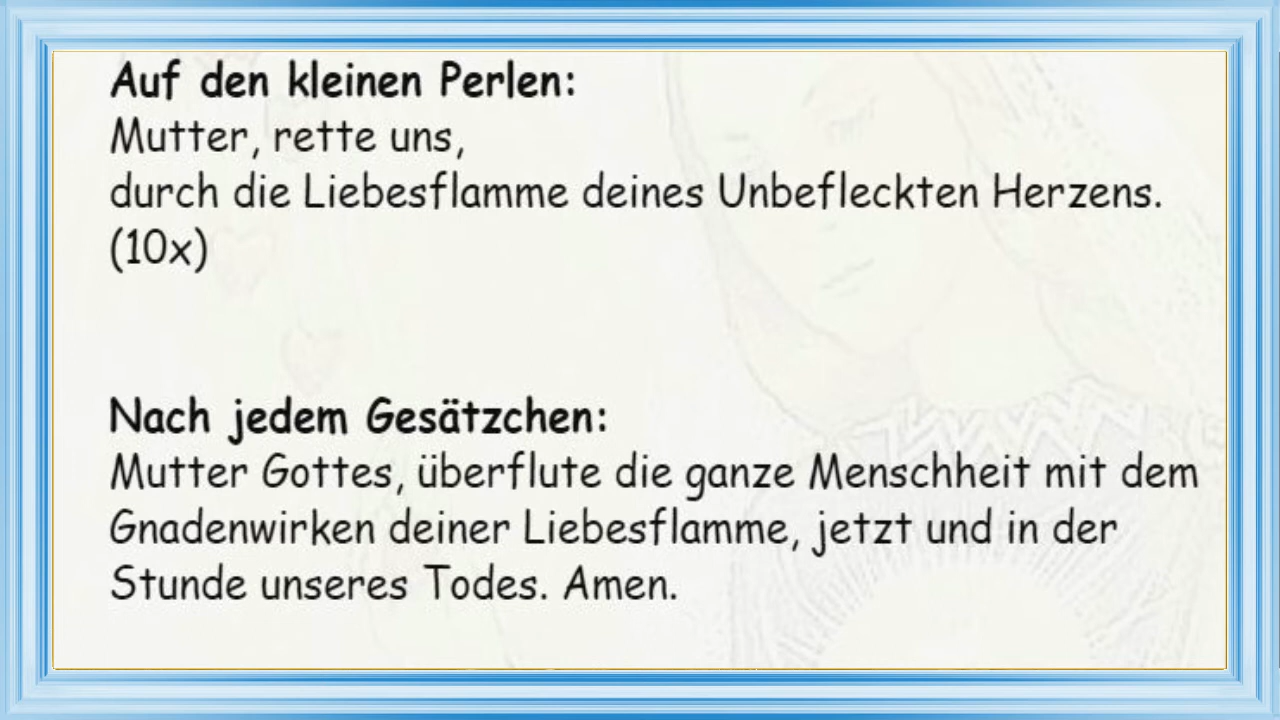 Auf den kleinen Perlen:
Mutter, rette uns,
durch die Liebesflamme deines Unbefleckten Herzens.
(10x)
Nach jedem Gesätzchen:
Mutter Gottes, überflute die ganze Menschheit mit dem
Gnadenwirken deiner Liebesflamme, jetzt und in der
Stunde unseres Todes. Amen.